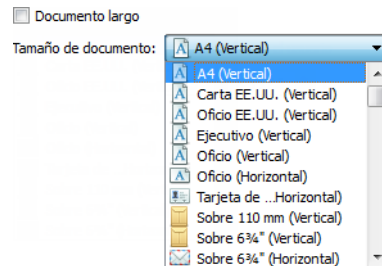 Documento largo
Tamaño de documento: A4 (Vertical)
A4 (Vertical)
Carta EE.UU. (Vertical)
Oficio EE.UU. (Vertical)
Ejecutivo (Vertical)
Oficio (Vertical)
Oficio (Horizontal)
Tarjeta de ...Horizontal)
Sobre 110 mm (Vertical)
Sobre 6¾" (Vertical)
Sobre 6¾" (Horizontal)